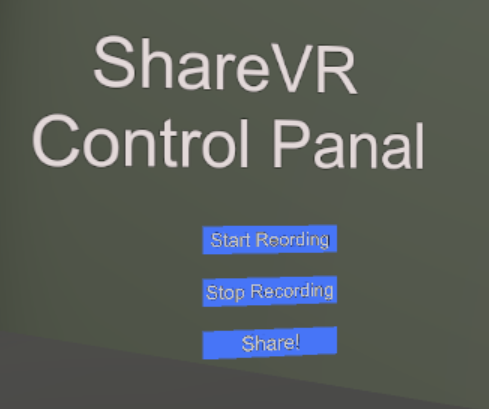 ShareVR
Control Panal
Start Reording
Stop Recording
Share!